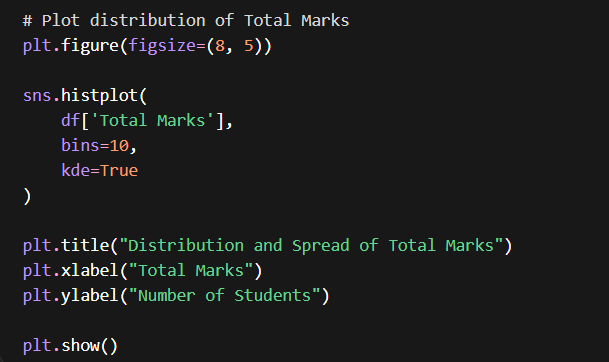 # Plot distribution of Total Marks
plt.figure(figsize=(8, 5))
sns.histplot(
    df['Total Marks'],
    bins=10,
    kde=True
)
plt.title("Distribution and Spread of Total Marks")
plt.xlabel("Total Marks")
plt.ylabel("Number of Students")
plt.show()